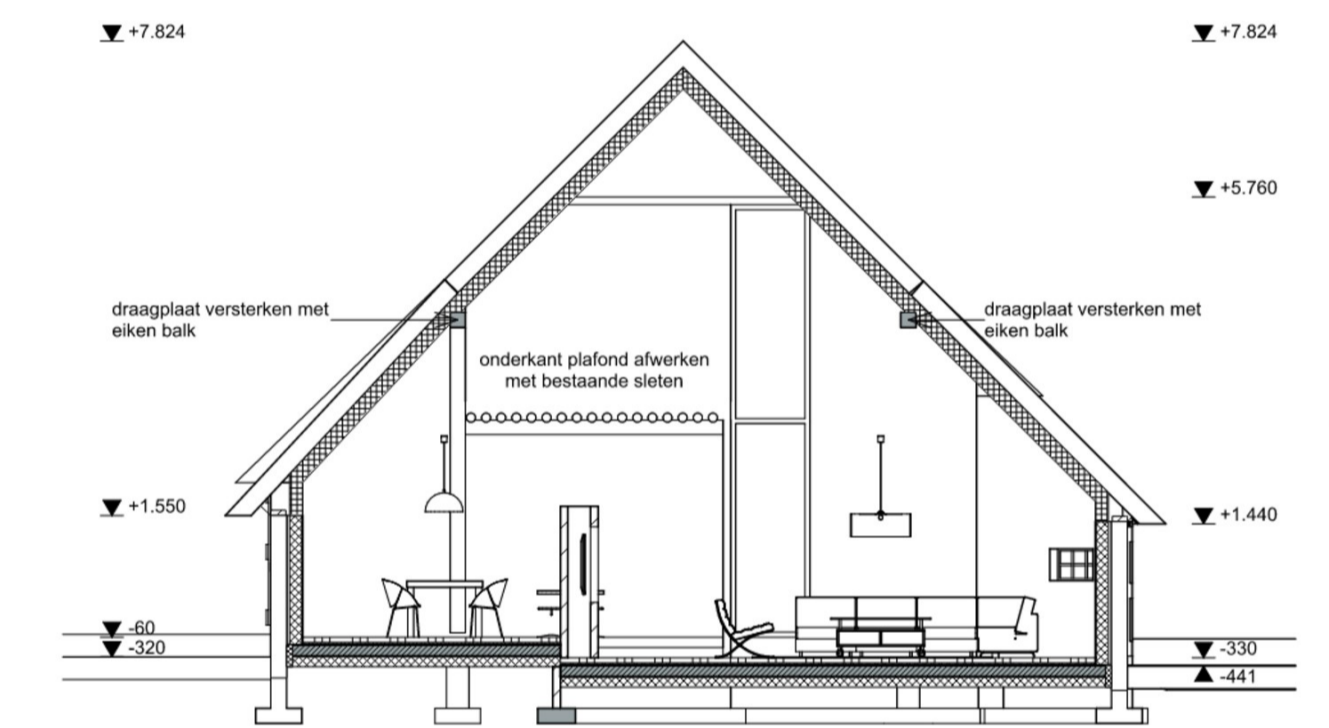 +7.824
+7.824
+5.760
draagplaat versterken met
eiken balk
draagplaat versterken met
eiken balk
onderkant plafond afwerken
met bestaande sleten
+1.550
+1.440
-60
-320
-330
-441